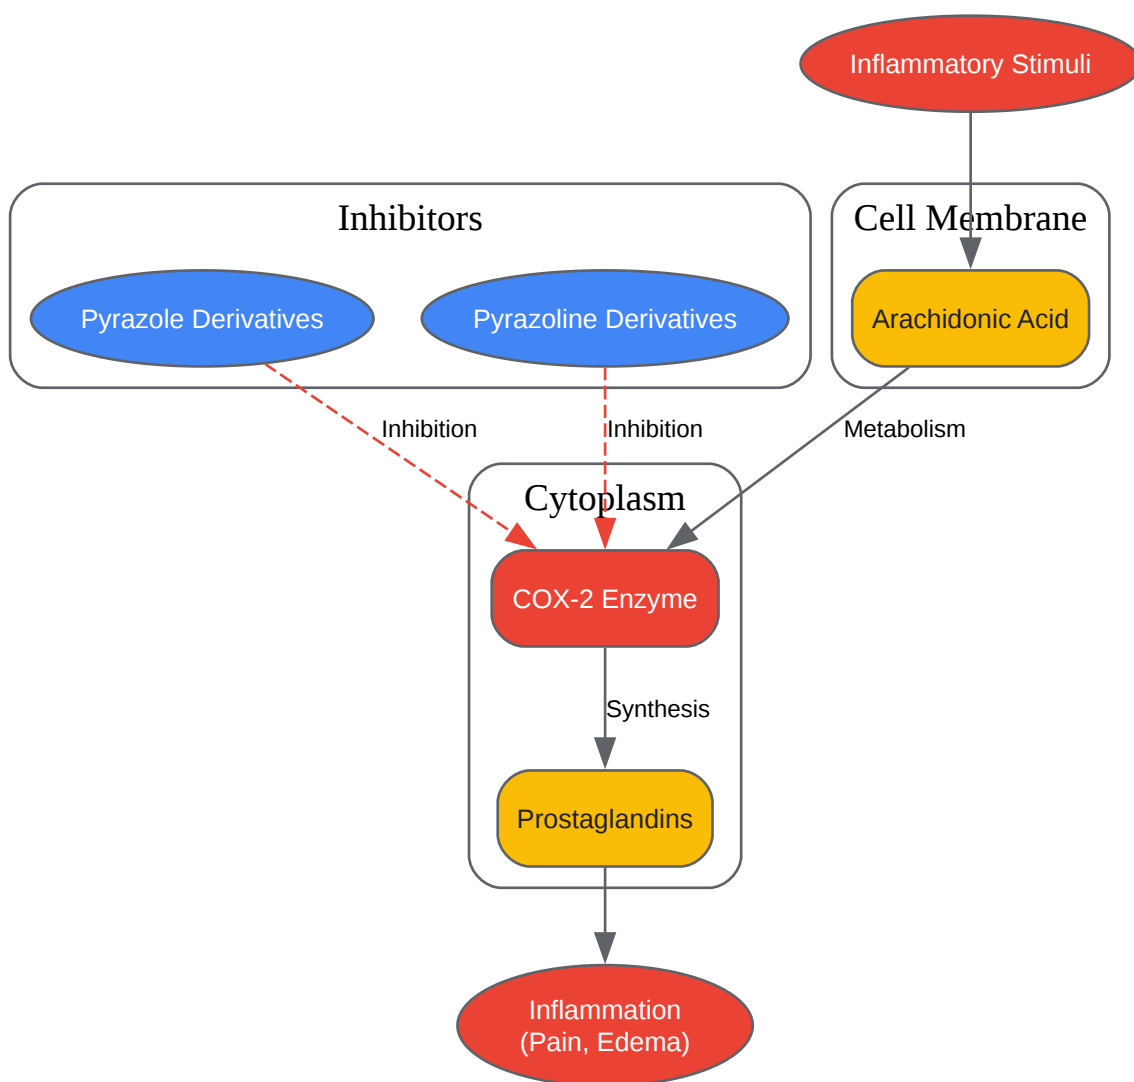 Inflammatory Stimuli
Inhibitors
Cell Membrane
Pyrazole Derivatives
Pyrazoline Derivatives
Arachidonic Acid
Inhibition
Inhibition
Metabolism
Cytoplasm
COX-2 Enzyme
Synthesis
Prostaglandins
Inflammation
(Pain, Edema)